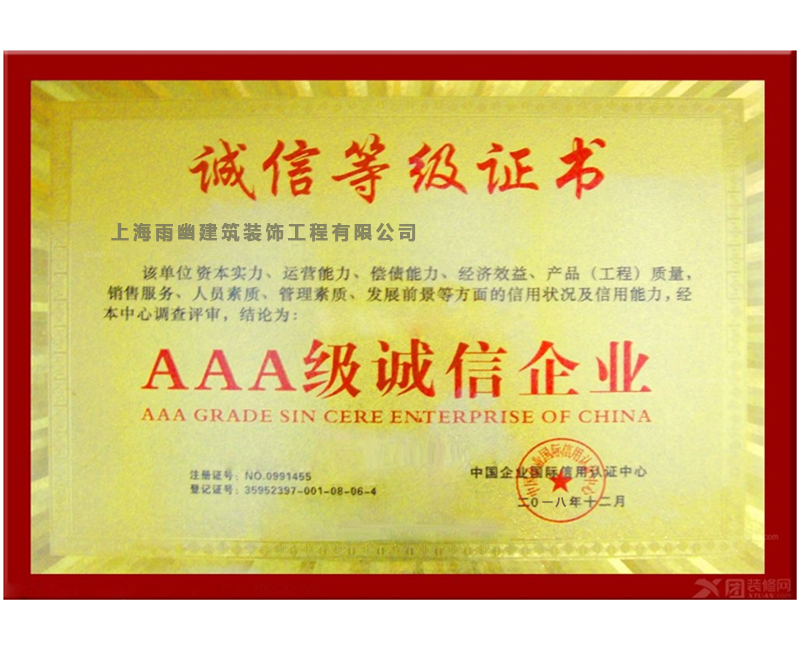 诚信等级证书
上海雨幽建筑装饰工程有限公司
该单位资本实力、运营能力、偿债能力、经济效益、产品（工程）质量，
销售服务、人员素质、管理素质、发展前景等方面的信用状况及信用能力，经
本中心调查评审，结论为：
AAA级诚信企业
AAA GRADE SIN CERE ENTERPRISE OF CHINA
注册证号：NO.0991455
登记证号：35952397-001-08-06-4
中国企业国际信用认证中心
二0一八年十二月
团装修网